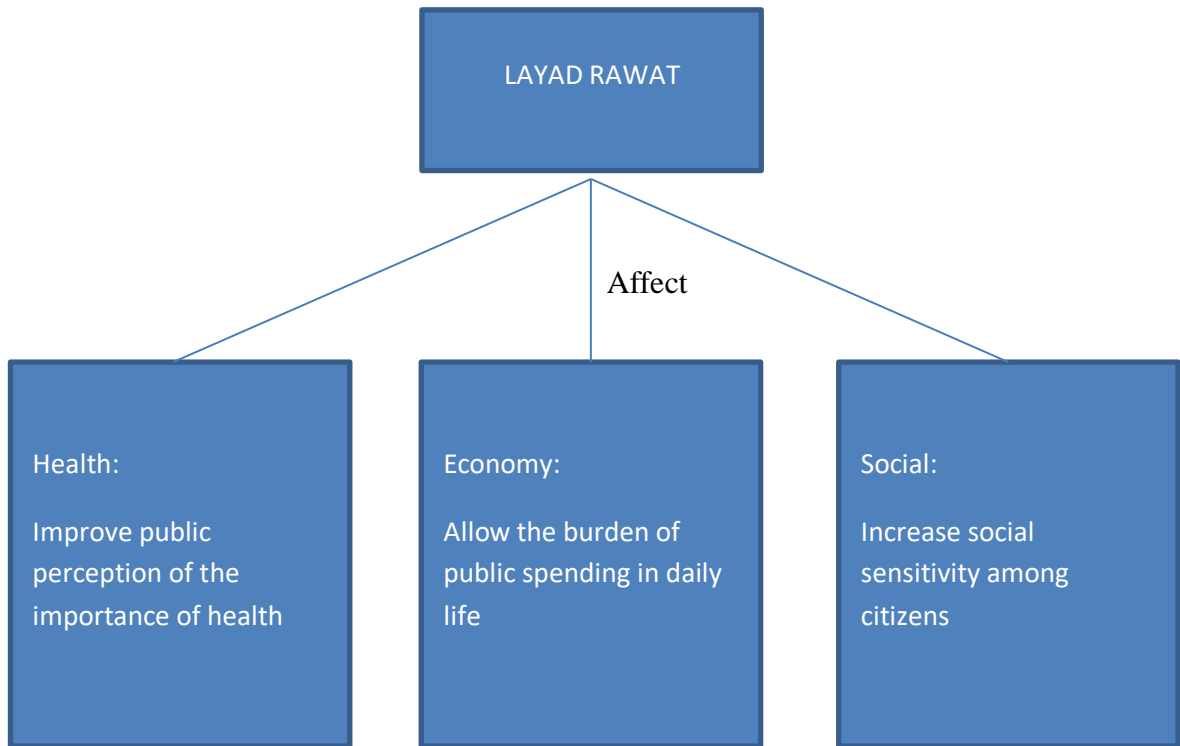 LAYAD RAWAT
Affect
Health:
Improve public
perception of the
importance of health
Economy:
Allow the burden of
public spending in daily
life
Social:
Increase social
sensitivity among
citizens